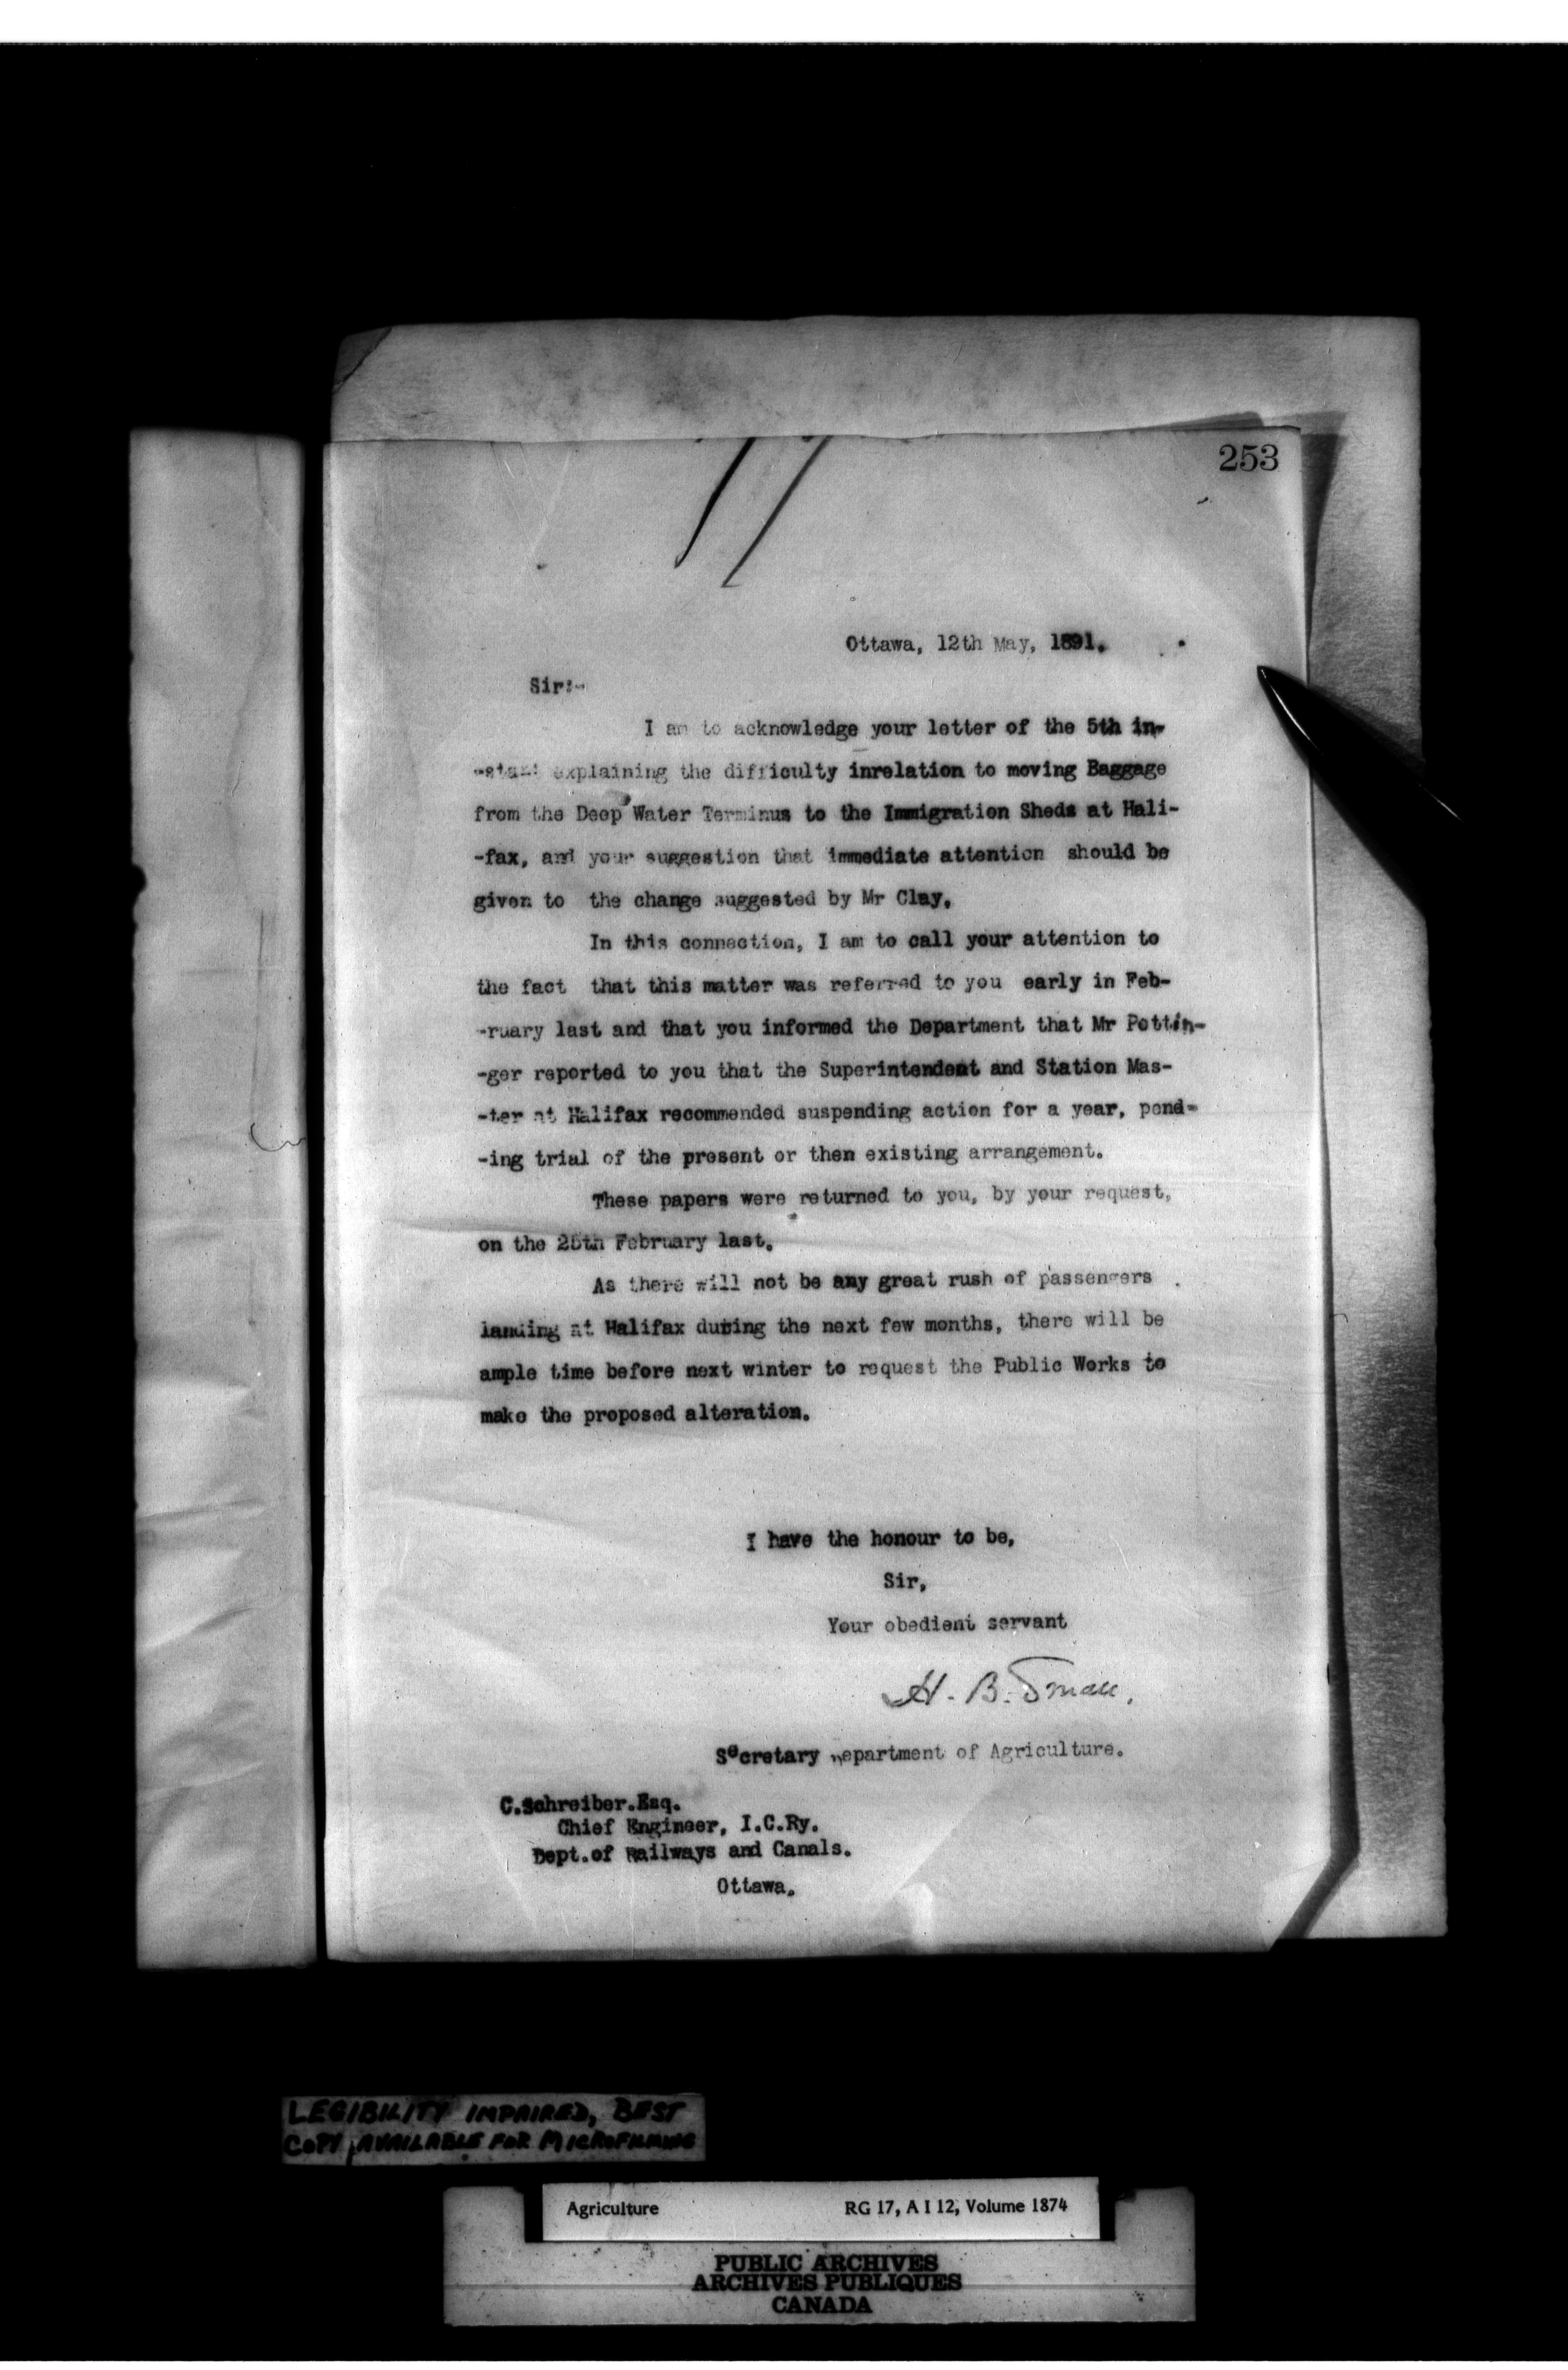 253
Ottawa, 12th May, 1891.
Sir:-
I am to acknowledge your letter of the 5th in-
-stant explaining the difficulty inrelation to moving Baggage
from the Deep Water Terminus to the Immigration Sheds at Hali-
-fax, and your suggestion that immediate attention should be
given to the change suggested by Mr Clay.
In this connection, I am to call your attention to
the fact that this matter was referred to you early in Feb-
-ruary last and that you informed the Department that Mr Pottin-
-ger reported to you that the Superintendent and Station Mas-
-ter at Halifax recommended suspending action for a year, pend-
-ing trial of the present or then existing arrangement.
These papers were returned to you, by your request,
on the 25th February last.
As there will not be any great rush of passengers
landing at Halifax during the next few months, there will be
ample time before next winter to request the Public Works to
make the proposed alteration.
I have the honour to be,
Sir,
Your obedient servant
H. B. Small,
Secretary Department of Agriculture.
C.Schreiber.Esq.
Chief Engineer, I.C.Ry.
Dept.of Railways and Canals.
Ottawa.
LEGIBILITY IMPAIRED, BEST
COPY AVAILABLE FOR MICROFILMING
Agriculture RG 17, A I 12, Volume 1874
PUBLIC ARCHIVES
ARCHIVES PUBLIQUES
CANADA